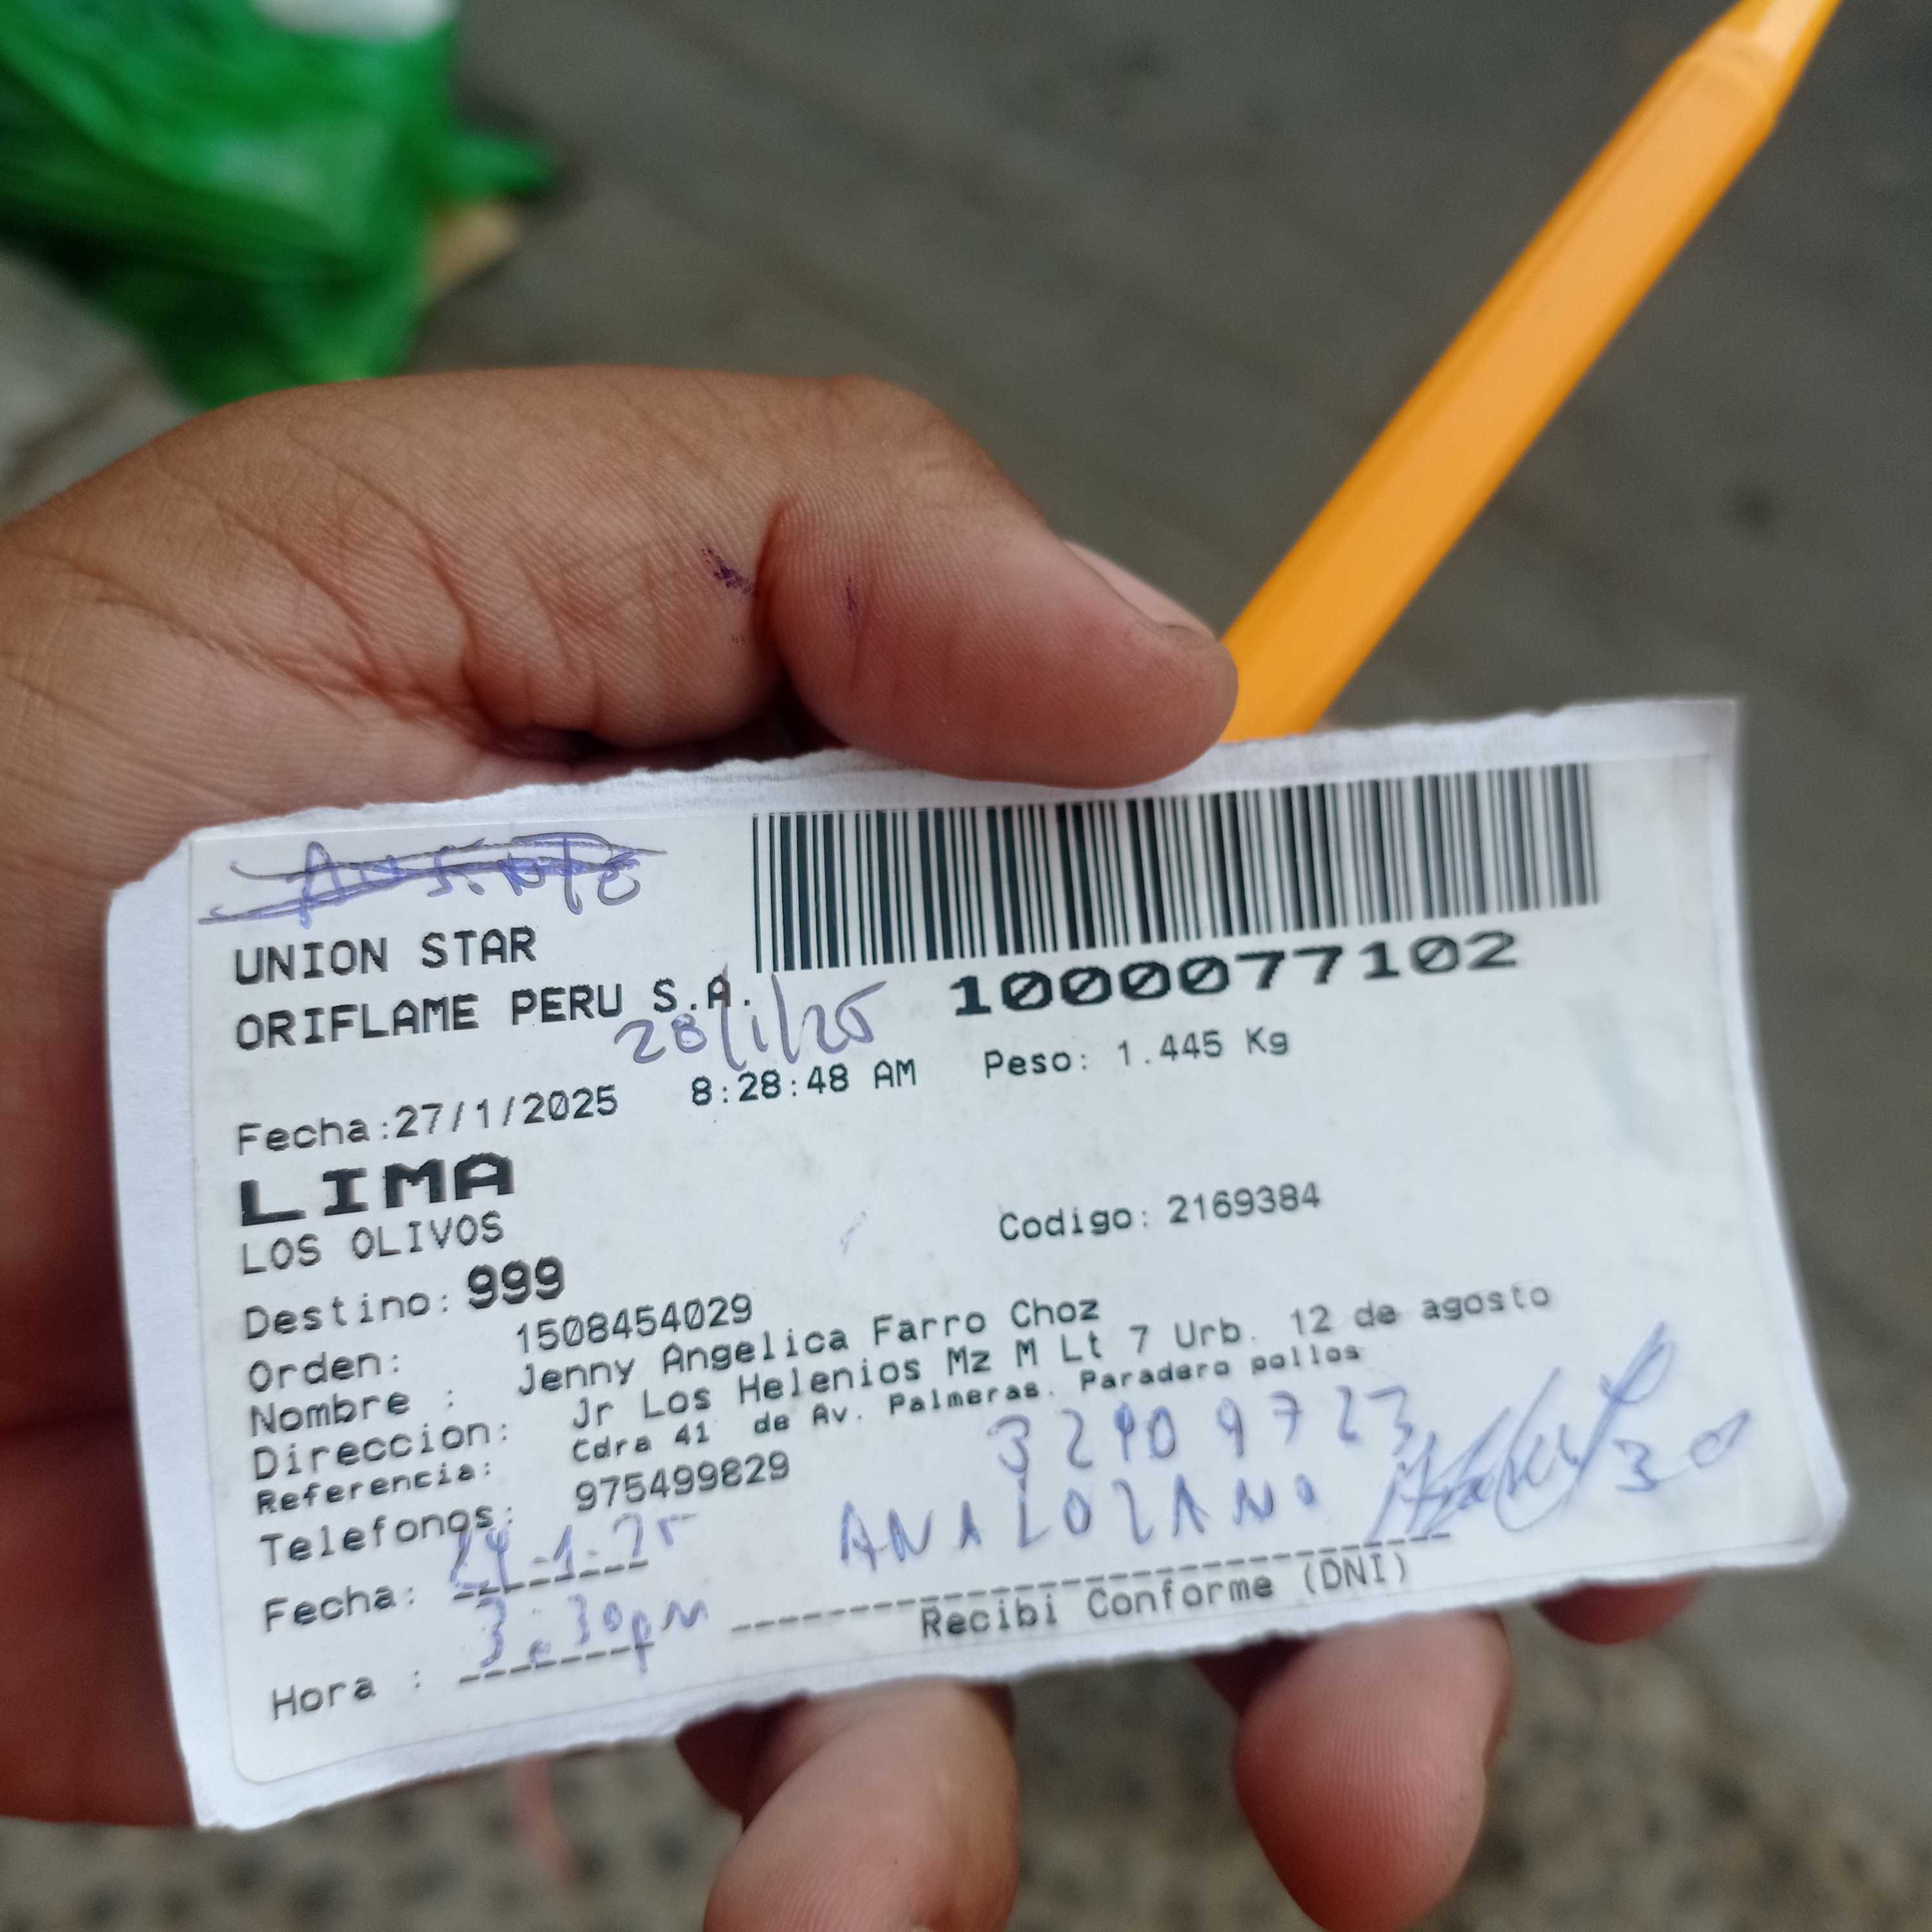 UNION STAR
ORIFLAME PERU S.A.
28/1/25
1000077102
Fecha:27/1/2025 8:28:48 AM Peso: 1.445 Kg
LIMA
LOS OLIVOS
Codigo: 2169384
Destino: 999
Orden: 1508454029
Nombre : Jenny Angelica Farro Choz
Direccion: Jr Los Helenios Mz M Lt 7 Urb. 12 de agosto
Referencia: Cdra 41 de Av. Palmeras. Paradero pollos
Telefonos: 975499829
ANA LOZANO
Fecha:
Hora : 3:30pm
Recibi Conforme (DNI)